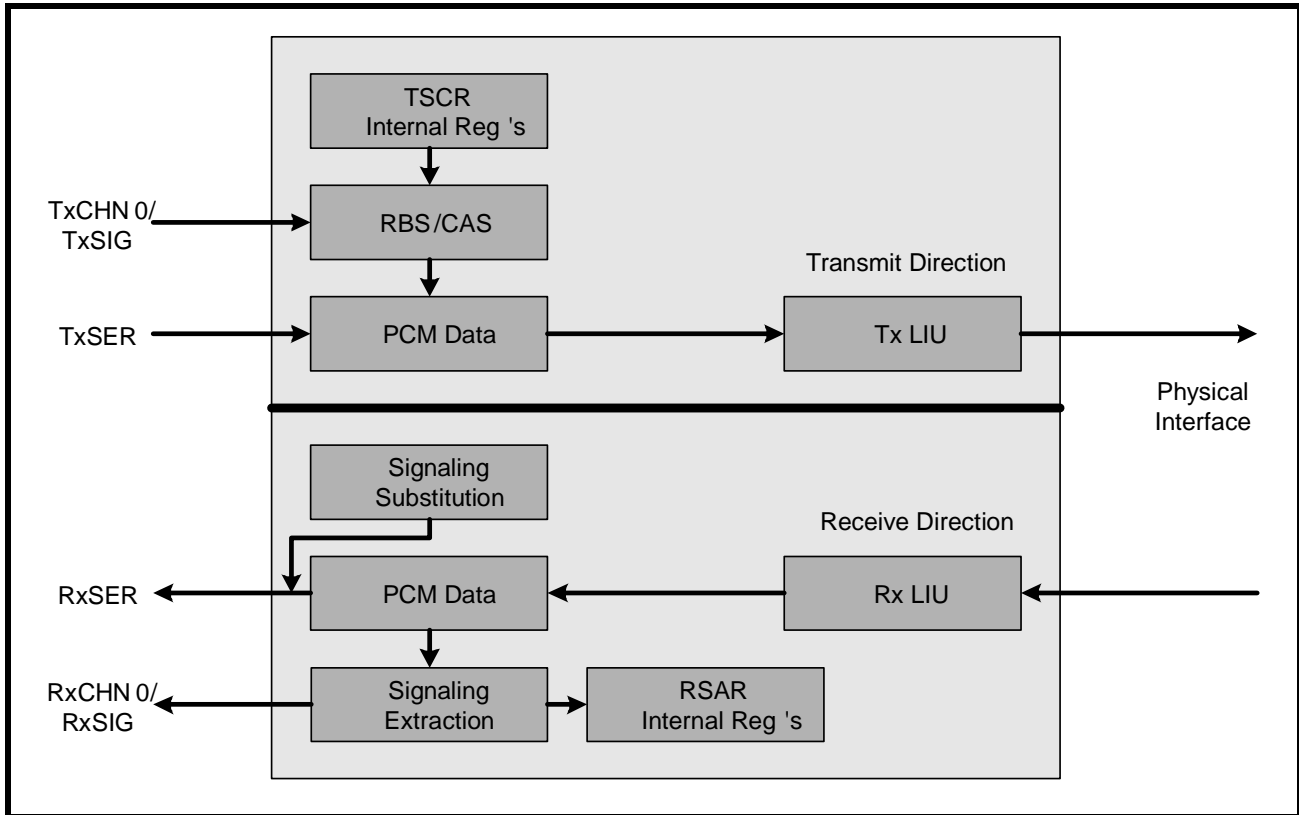 TSCR
Internal Reg 's
TxCHN 0/
TxSIG
RBS/CAS
Transmit Direction
TxSER
PCM Data
Tx LIU
Physical
Interface
Signaling
Substitution
Receive Direction
RxSER
PCM Data
Rx LIU
RxCHN 0/
RxSIG
Signaling
Extraction
RSAR
Internal Reg 's